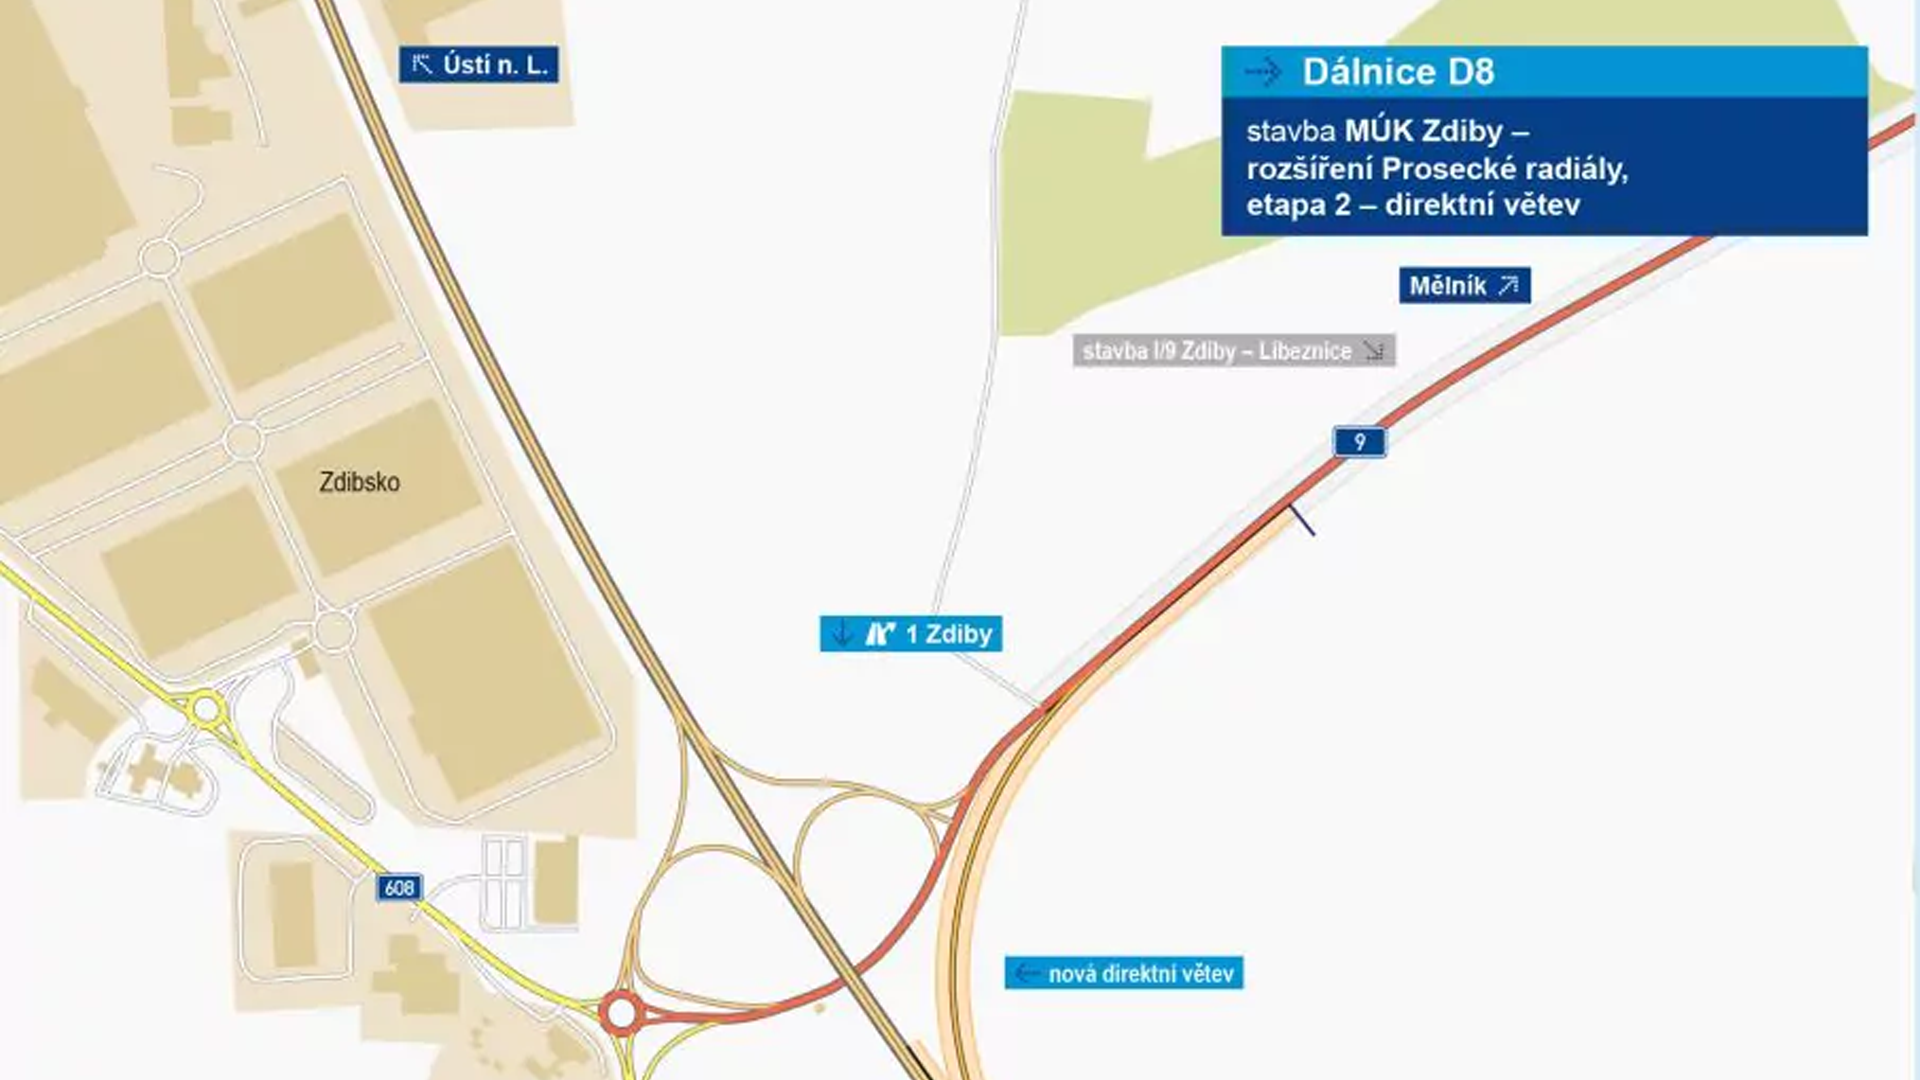 Ústí n. L.
Dálnice D8
stavba MÚK Zdiby –
rozšíření Prosecké radiály,
etapa 2 – direktní větev
Mělník
stavba I/9 Zdiby – Líbeznice
9
Zdibsko
1 Zdiby
608
nová direktní větev